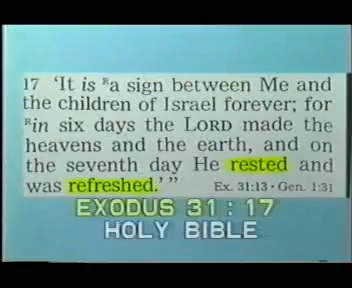 17 'It is ᴿa sign between Me and
the children of Israel forever; for
ᴿin six days the LORD made the
heavens and the earth, and on
the seventh day He rested and
was refreshed.' ” Ex. 31:13 · Gen. 1:31
EXODUS 31 : 17
HOLY BIBLE